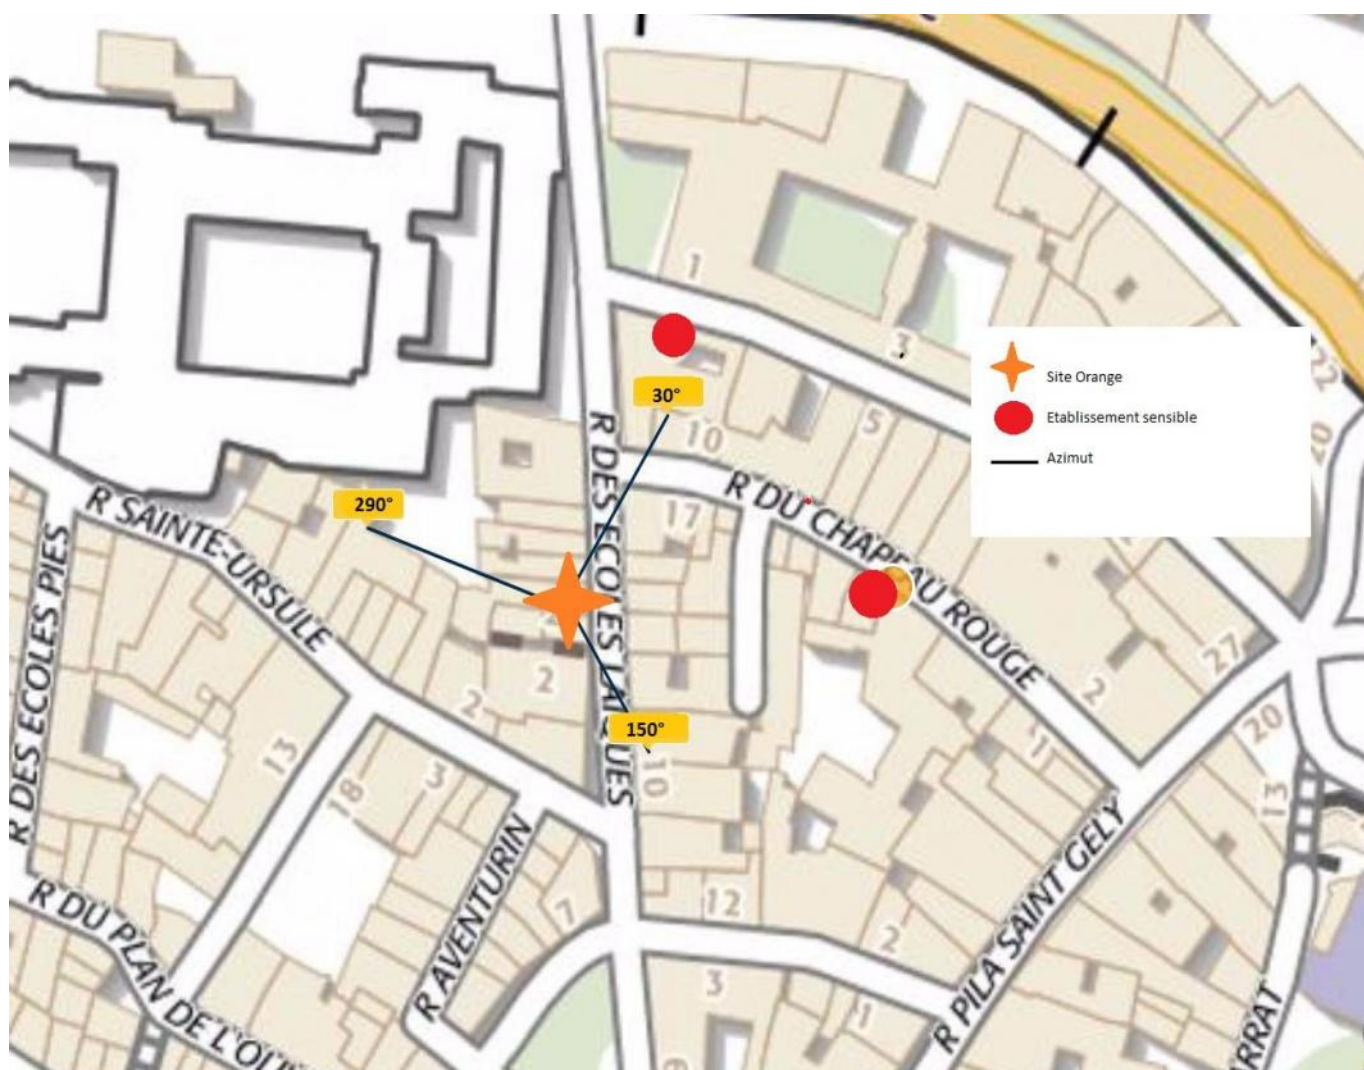 1
3
22
20
Site Orange
Etablissement sensible
Azimut
30°
10
5
R DU CHAPEAU ROUGE
17
290°
R SAINTE-URSULE
R DES ECOLES PIES
R DES ECOLES LAIQUES
2
2
2
27
150°
10
13
18
3
1
20
13
R AVENTURIN
7
12
2
R PILA SAINT GELY
R DU PLAN DE L'OLI
3
1
ARRAT